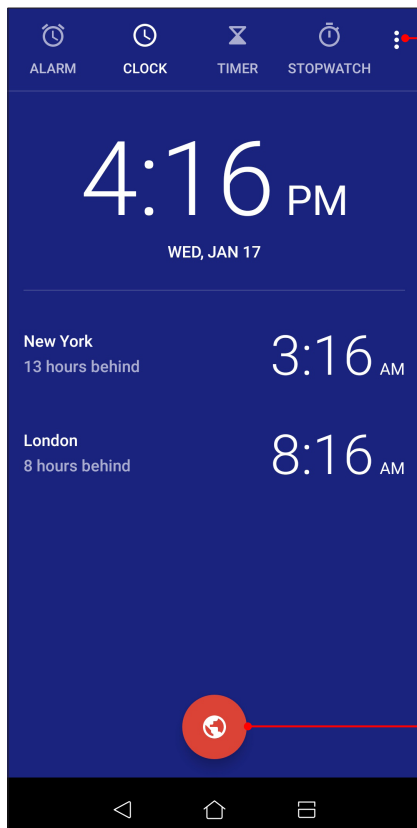 ALARM CLOCK TIMER STOPWATCH
4:16 PM
WED, JAN 17
New York
13 hours behind
3:16 AM
London
8 hours behind
8:16 AM